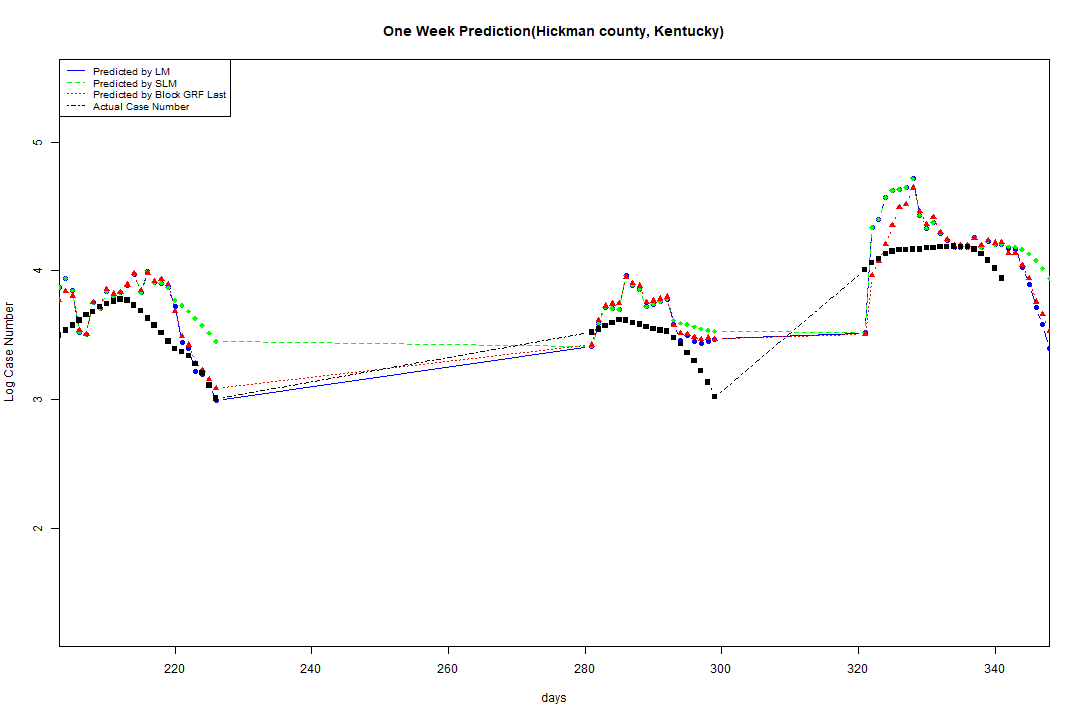 One Week Prediction(Hickman county, Kentucky)
Predicted by LM
Predicted by SLM
Predicted by Block GRF Last
Actual Case Number
5
4
3
2
Log Case Number
220 240 260 280 300 320 340
days